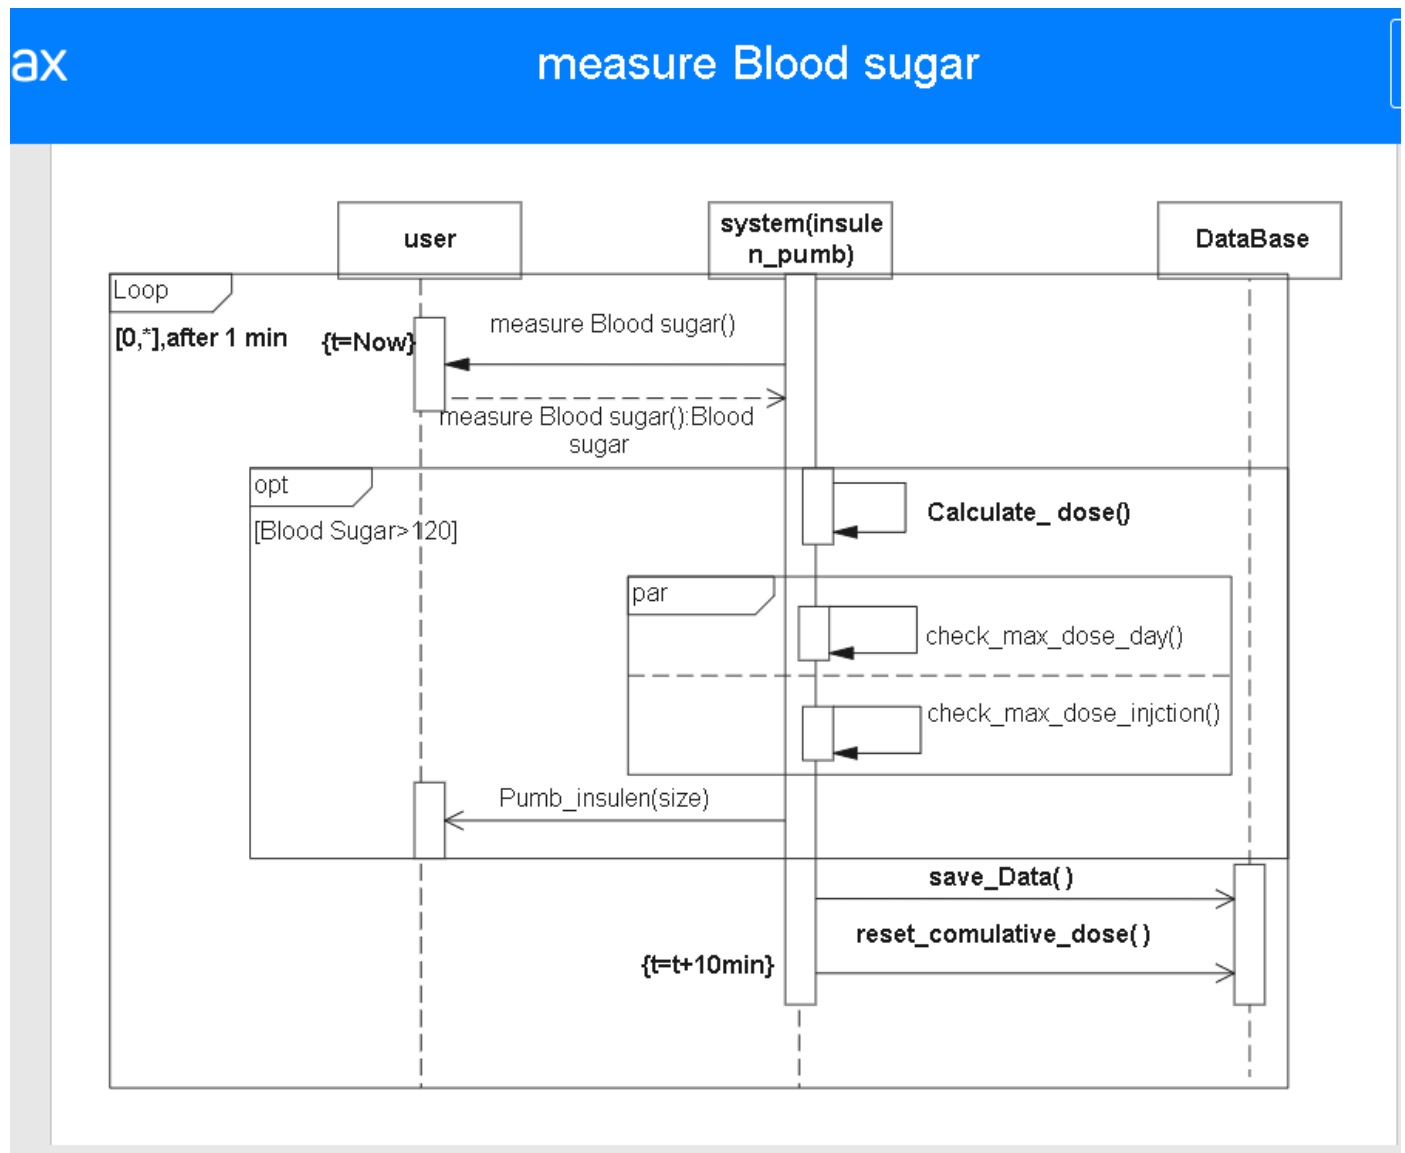 ax
measure Blood sugar
user
system(insule
n_pumb)
DataBase
Loop
[0,*],after 1 min
{t=Now}
measure Blood sugar()
measure Blood sugar():Blood
sugar
opt
[Blood Sugar>120]
Calculate_ dose()
par
check_max_dose_day()
check_max_dose_injction()
Pumb_insulen(size)
save_Data( )
reset_comulative_dose( )
{t=t+10min}